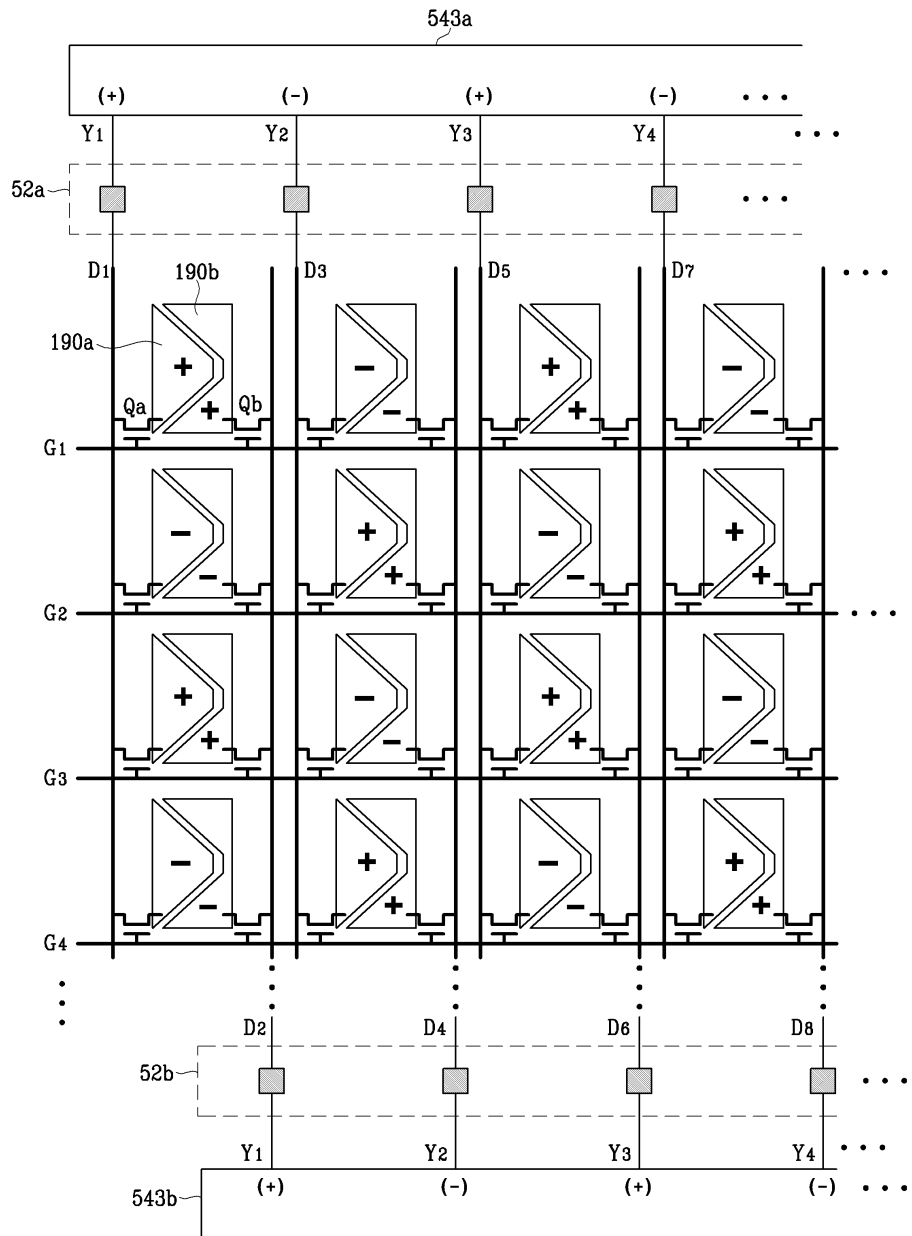 543a
(+) (-) (+) (-) • • •
Y1 Y2 Y3 Y4 • • •
52a • • •
D1 D3 D5 D7 • • •
190b
190a
+ − + −
Qa + Qb − + −
G1
− + − +
− + − +
G2 • • •
+ − + −
+ − + −
G3
− + − +
− + − +
G4
D2 D4 D6 D8
52b • • •
Y1 Y2 Y3 Y4 • • •
543b (+) (-) (+) (-) • • •